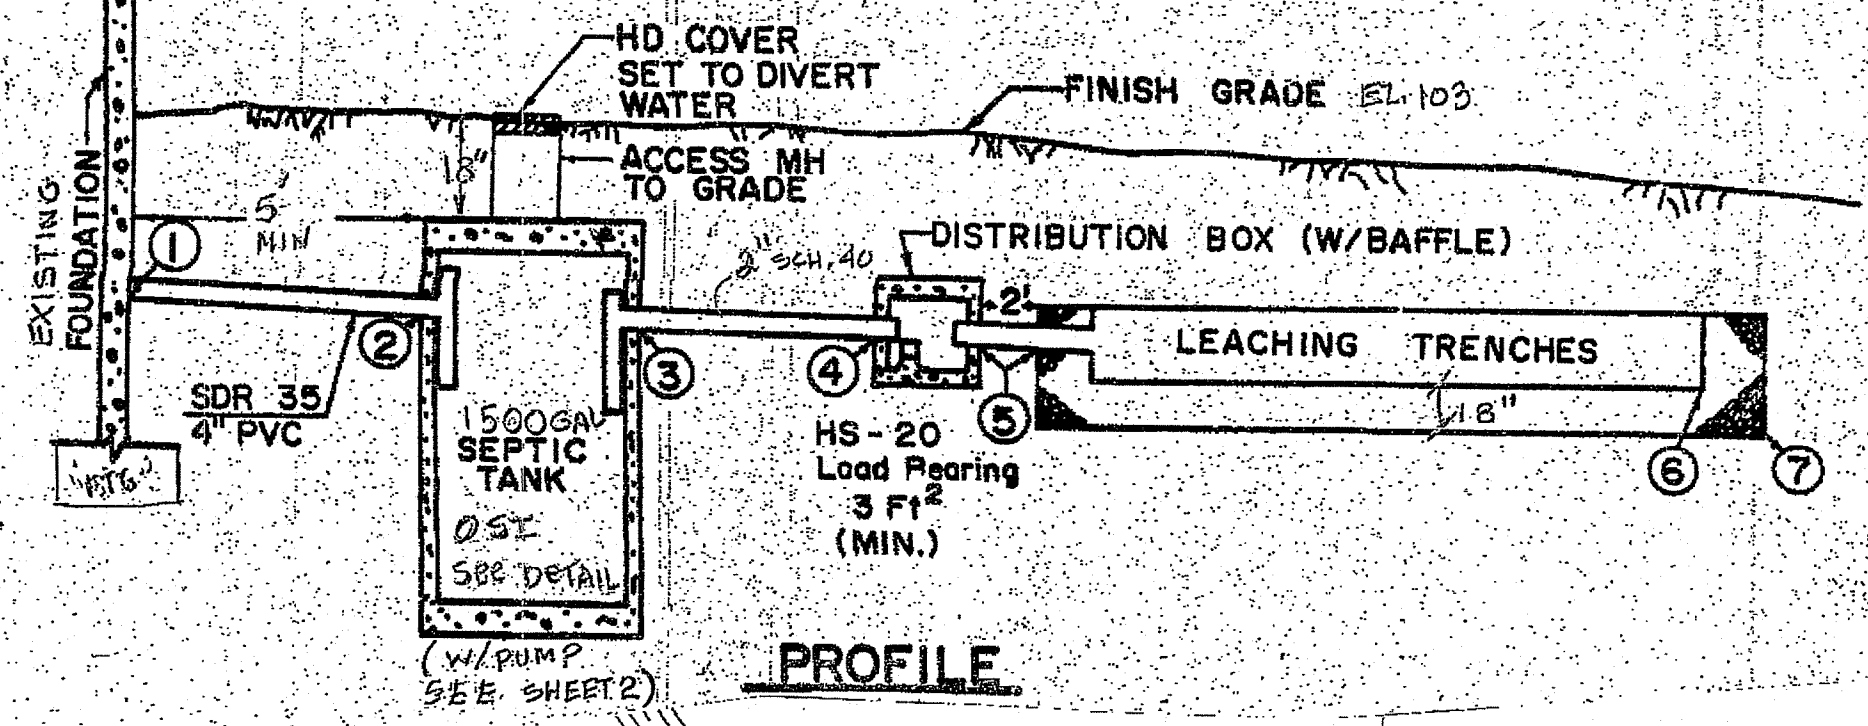 HD COVER
SET TO DIVERT
WATER
FINISH GRADE EL. 103
18"
ACCESS MH
TO GRADE
EXISTING
FOUNDATION
5'
MIN
1
DISTRIBUTION BOX (W/BAFFLE)
2" SCH. 40
2'
2
3
4
5
LEACHING TRENCHES
18"
6
7
SDR 35
4" PVC
1500 GAL
SEPTIC
TANK
OSI
SEE DETAIL
HS-20
Load Bearing
3 Ft²
(MIN.)
(W/PUMP
SEE SHEET 2)
PROFILE